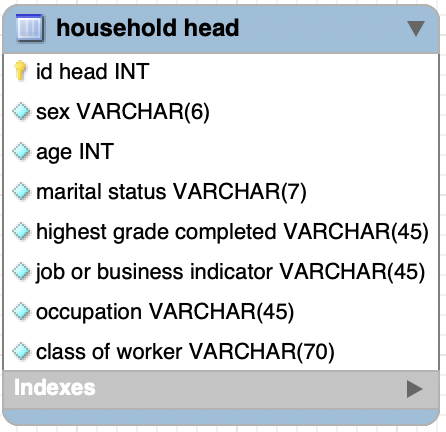 household head
id head INT
sex VARCHAR(6)
age INT
marital status VARCHAR(7)
highest grade completed VARCHAR(45)
job or business indicator VARCHAR(45)
occupation VARCHAR(45)
class of worker VARCHAR(70)
Indexes